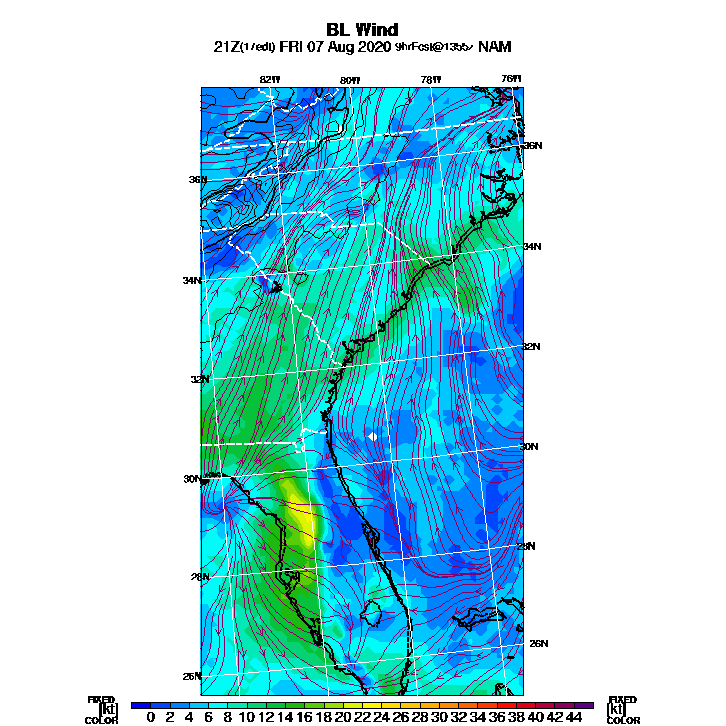 BL Wind
21Z(17edt) FRI 07 Aug 2020 9hrFcst@1355z NAM
82W 80W 78W 76W
36N 36N
34N 34N
32N 32N
30N 30N
28N 28N
26N 26N
FIXED FIXED
[kt] 0 2 4 6 8 10 12 14 16 18 20 22 24 26 28 30 32 34 36 38 40 42 44 [kt]
COLOR COLOR